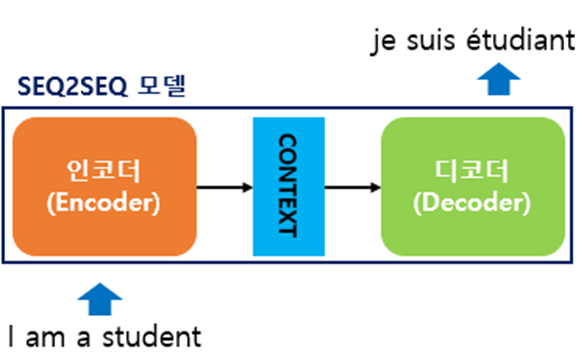 je suis étudiant
SEQ2SEQ 모델
인코더
(Encoder)
CONTEXT
디코더
(Decoder)
I am a student